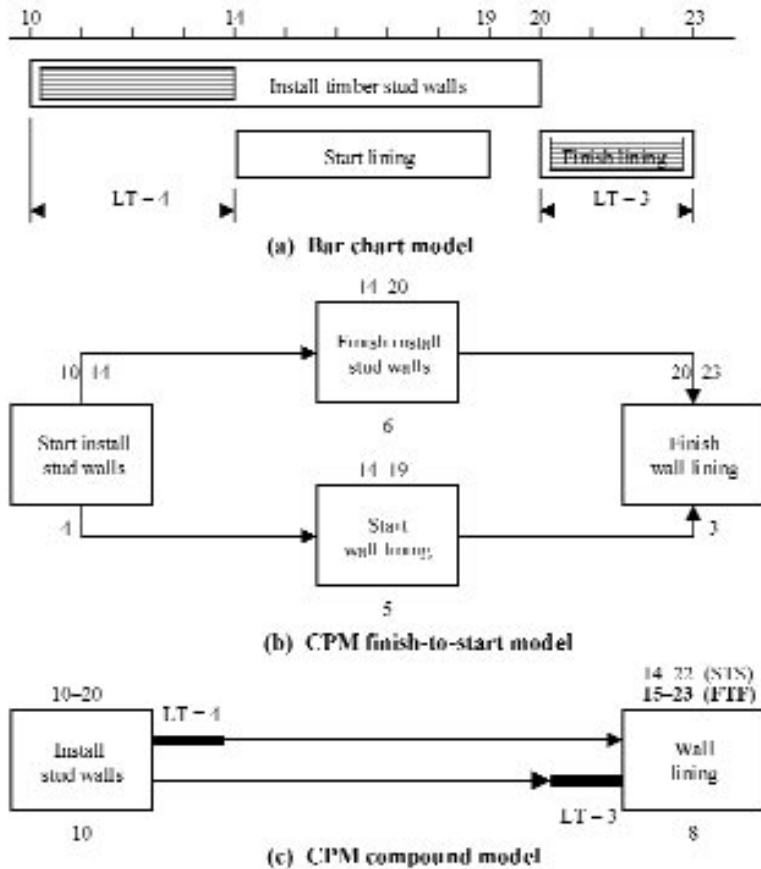 10 14 19 20 23
Install timber stud walls
Start lining
Finish lining
LT – 4
LT – 3
(a) Bar chart model
14 20
Finish install
stud walls
10 14
20 23
6
Start install
stud walls
Finish
wall lining
14 19
4
Start
wall lining
3
5
(b) CPM finish-to-start model
14 22 (STS)
15–23 (FTF)
10–20
LT – 4
Install
stud walls
Wall
lining
LT – 3
10
8
(c) CPM compound model